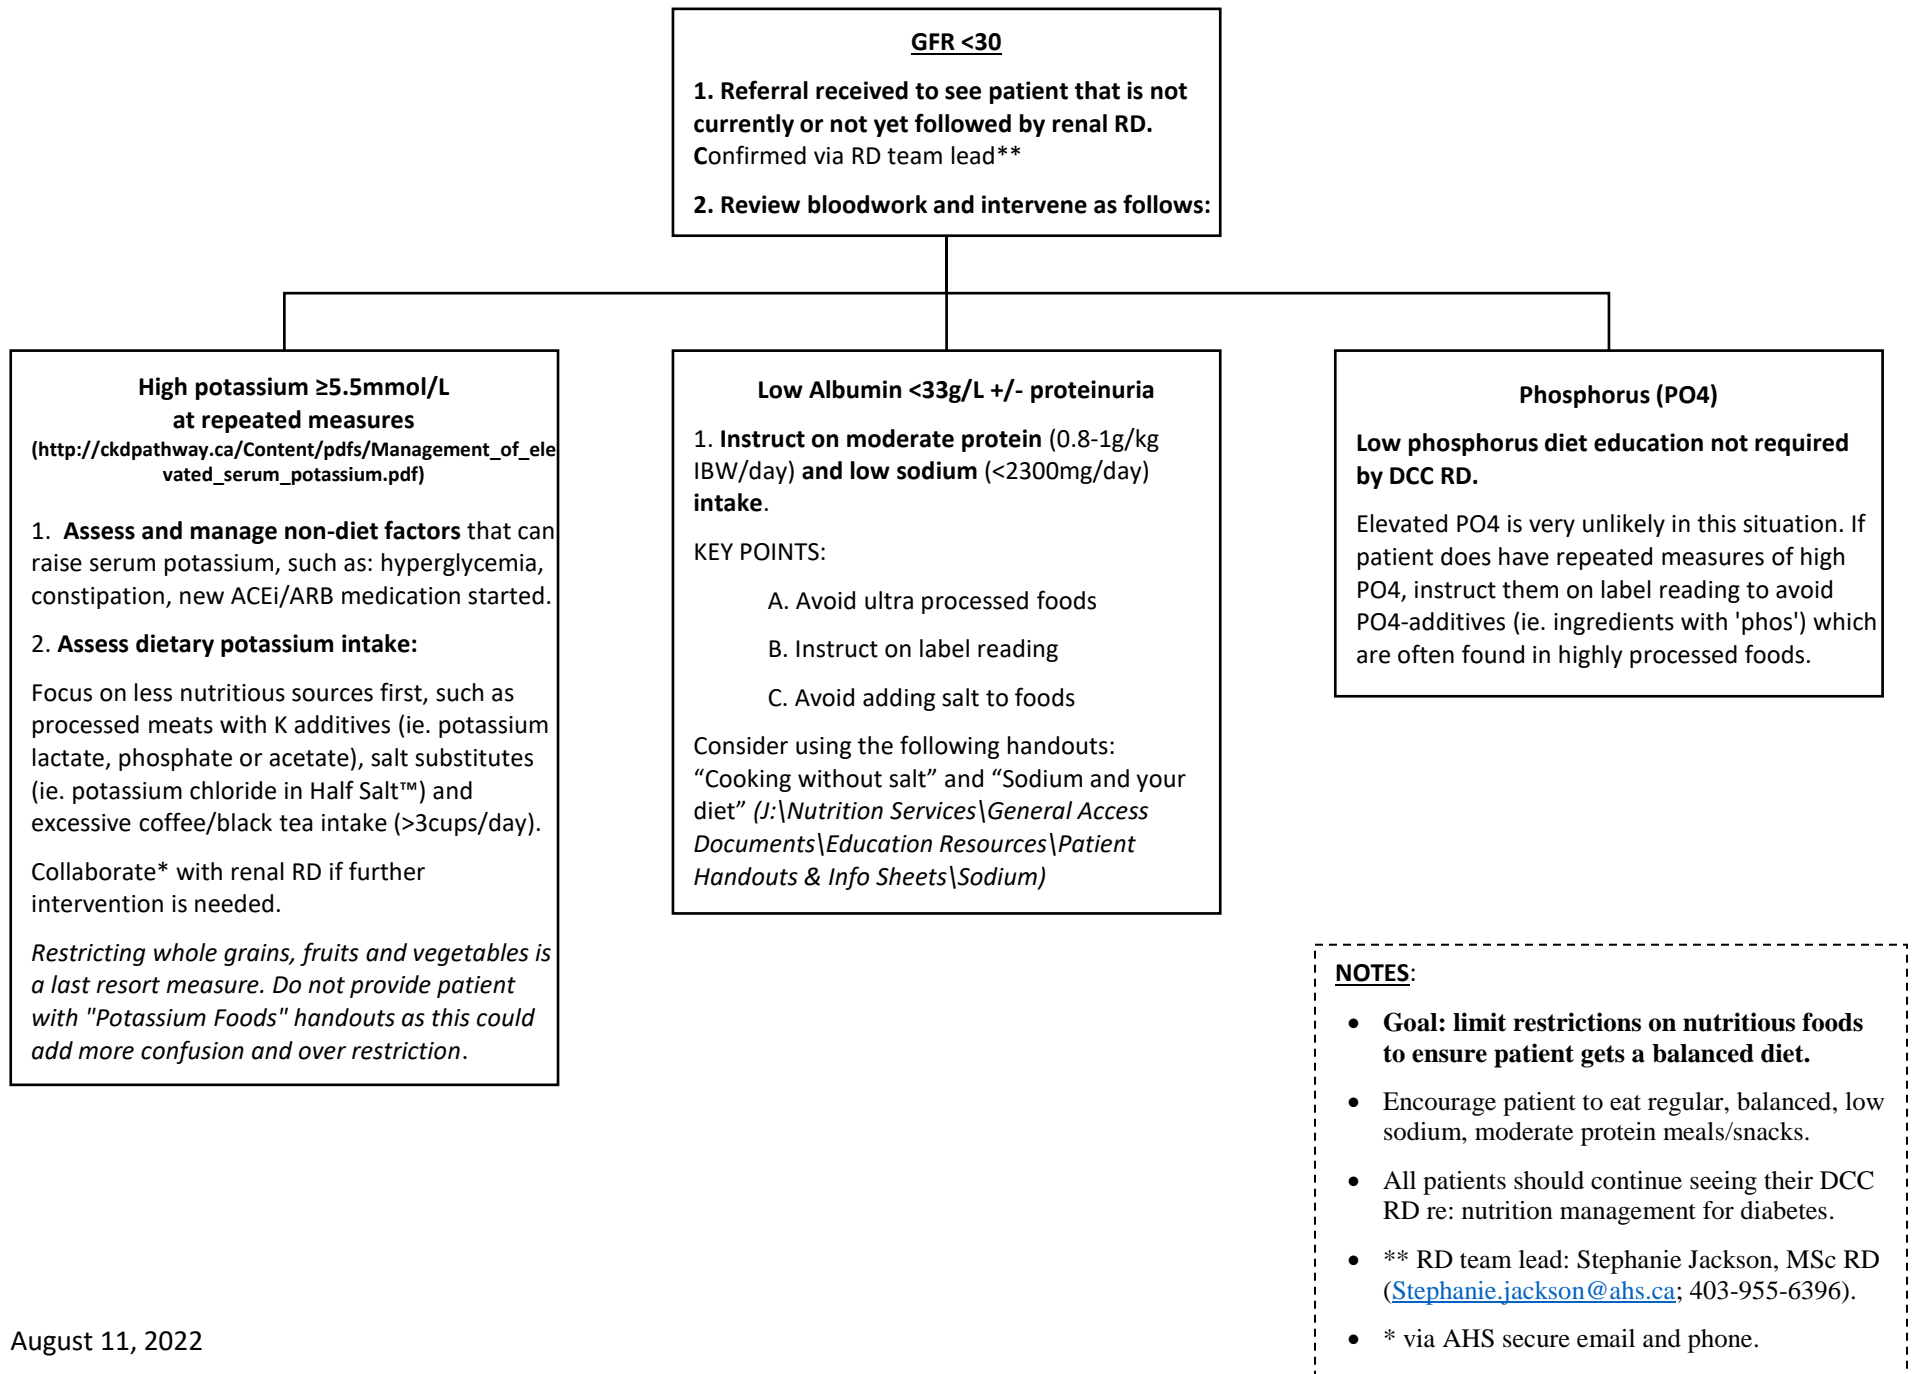 GFR <30
1. Referral received to see patient that is not
currently or not yet followed by renal RD.
Confirmed via RD team lead**
2. Review bloodwork and intervene as follows:
High potassium ≥5.5mmol/L
at repeated measures
(http://ckdpathway.ca/Content/pdfs/Management_of_ele
vated_serum_potassium.pdf)
1. Assess and manage non-diet factors that can
raise serum potassium, such as: hyperglycemia,
constipation, new ACEi/ARB medication started.
2. Assess dietary potassium intake:
Focus on less nutritious sources first, such as
processed meats with K additives (ie. potassium
lactate, phosphate or acetate), salt substitutes
(ie. potassium chloride in Half Salt™) and
excessive coffee/black tea intake (>3cups/day).
Collaborate* with renal RD if further
intervention is needed.
Restricting whole grains, fruits and vegetables is
a last resort measure. Do not provide patient
with "Potassium Foods" handouts as this could
add more confusion and over restriction.
Low Albumin <33g/L +/- proteinuria
1. Instruct on moderate protein (0.8-1g/kg
IBW/day) and low sodium (<2300mg/day)
intake.
KEY POINTS:
A. Avoid ultra processed foods
B. Instruct on label reading
C. Avoid adding salt to foods
Consider using the following handouts:
“Cooking without salt” and “Sodium and your
diet” (J:\Nutrition Services\General Access
Documents\Education Resources\Patient
Handouts & Info Sheets\Sodium)
Phosphorus (PO4)
Low phosphorus diet education not required
by DCC RD.
Elevated PO4 is very unlikely in this situation. If
patient does have repeated measures of high
PO4, instruct them on label reading to avoid
PO4-additives (ie. ingredients with 'phos') which
are often found in highly processed foods.
NOTES:
• Goal: limit restrictions on nutritious foods
to ensure patient gets a balanced diet.
• Encourage patient to eat regular, balanced, low
sodium, moderate protein meals/snacks.
• All patients should continue seeing their DCC
RD re: nutrition management for diabetes.
• ** RD team lead: Stephanie Jackson, MSc RD
(Stephanie.jackson@ahs.ca; 403-955-6396).
• * via AHS secure email and phone.
August 11, 2022